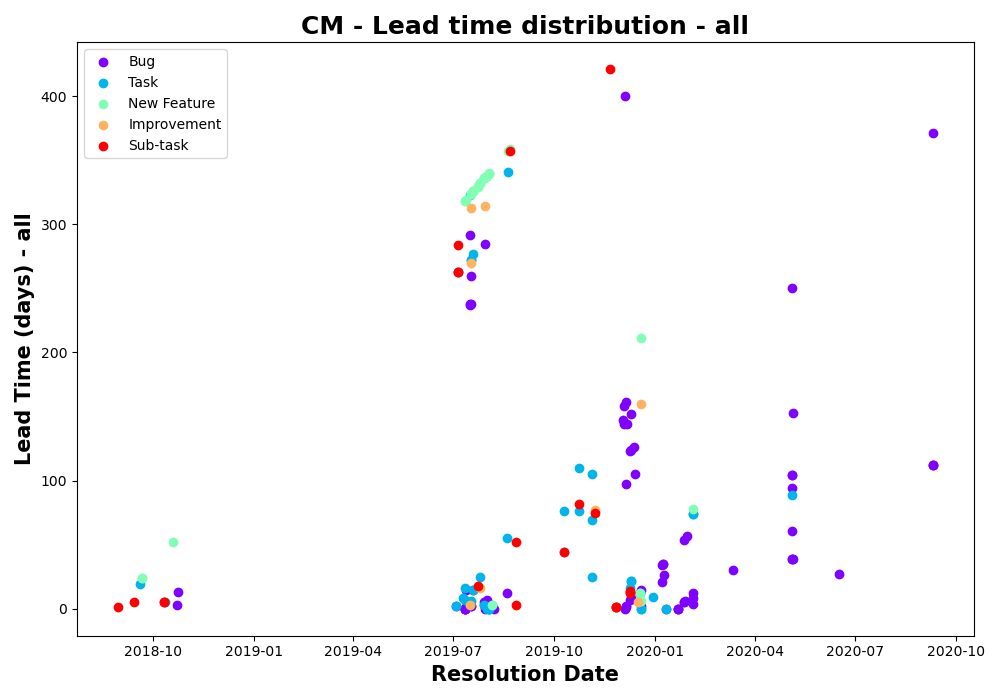 CM - Lead time distribution - all
Bug
Task
New Feature
Improvement
Sub-task
Lead Time (days) - all
400
300
200
100
0
2018-10 2019-01 2019-04 2019-07 2019-10 2020-01 2020-04 2020-07 2020-10
Resolution Date